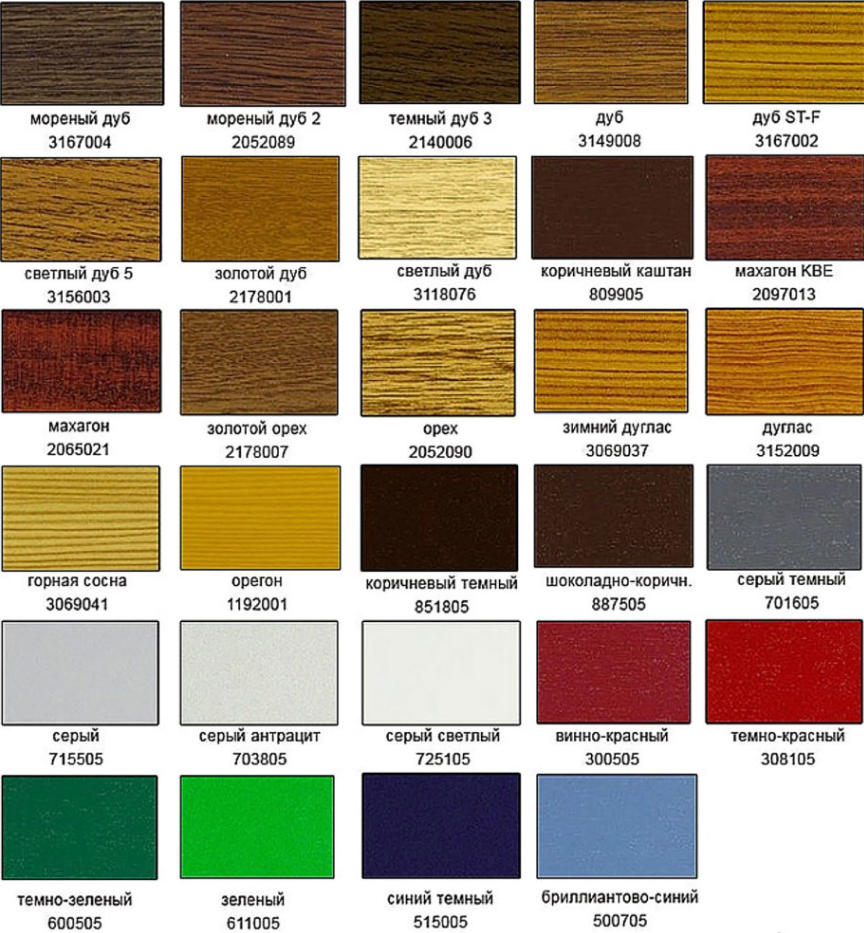 мореный дуб
3167004
мореный дуб 2
2052089
темный дуб 3
2140006
дуб
3149008
дуб ST-F
3167002
светлый дуб 5
3156003
золотой дуб
2178001
светлый дуб
3118076
коричневый каштан
809905
махагон KBE
2097013
махагон
2065021
золотой орех
2178007
орех
2052090
зимний дуглас
3069037
дуглас
3152009
горная сосна
3069041
орегон
1192001
коричневый темный
851805
шоколадно-коричн.
887505
серый темный
701605
серый
715505
серый антрацит
703805
серый светлый
725105
винно-красный
300505
темно-красный
308105
темно-зеленый
600505
зеленый
611005
синий темный
515005
бриллиантово-синий
500705